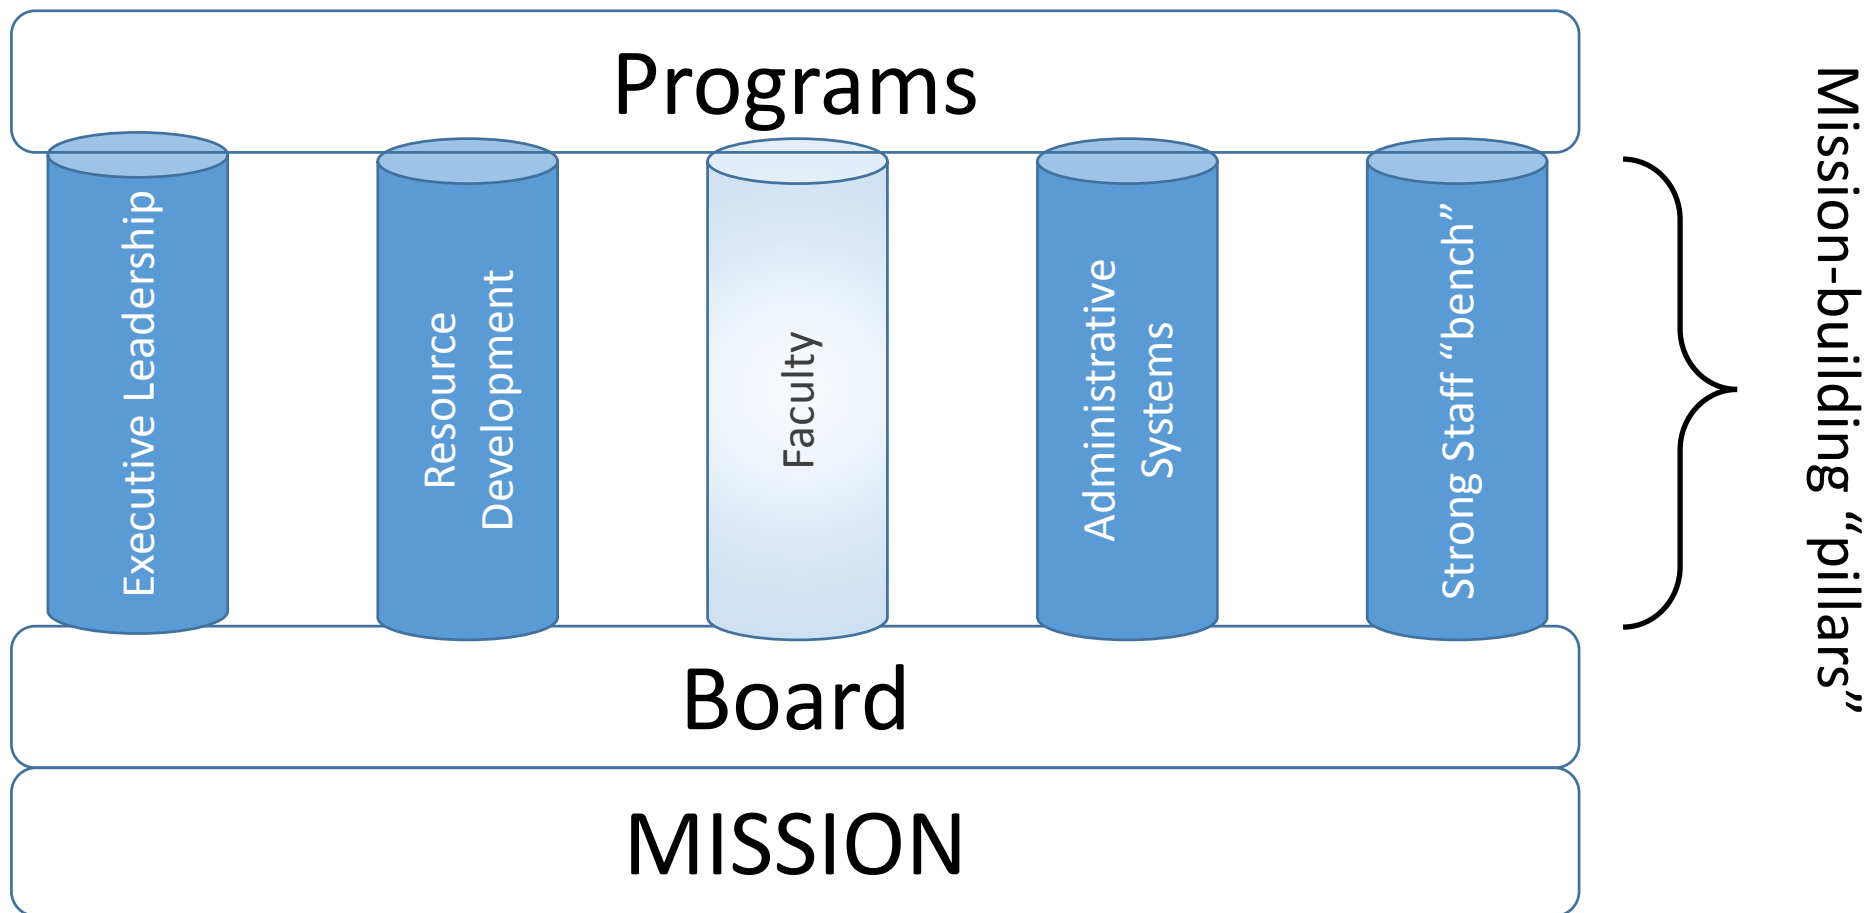 Programs
Executive Leadership
Resource
Development
Faculty
Administrative
Systems
Strong Staff “bench”
Mission-building “pillars”
Board
MISSION